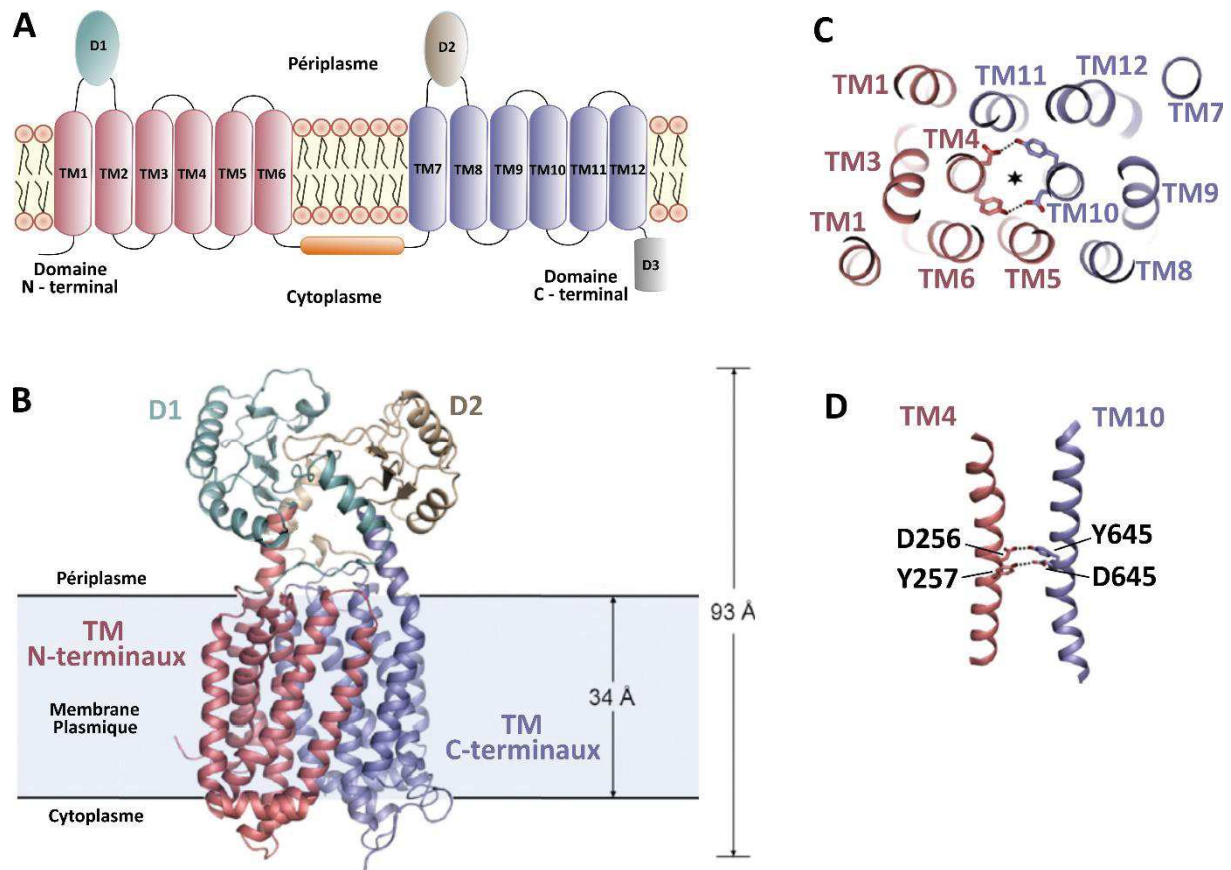 A
D1
D2
Périplasme
TM1 TM2 TM3 TM4 TM5 TM6 TM7 TM8 TM9 TM10 TM11 TM12
D3
Domaine
N - terminal
Domaine
C - terminal
Cytoplasme
C
TM1
TM11
TM12
TM7
TM4
TM3
TM9
TM10
TM1
TM6
TM5
TM8
B
D1
D2
Périplasme
93 Å
TM
N-terminaux
34 Å
Membrane
Plasmique
TM
C-terminaux
Cytoplasme
D
TM4
TM10
D256
Y645
Y257
D645